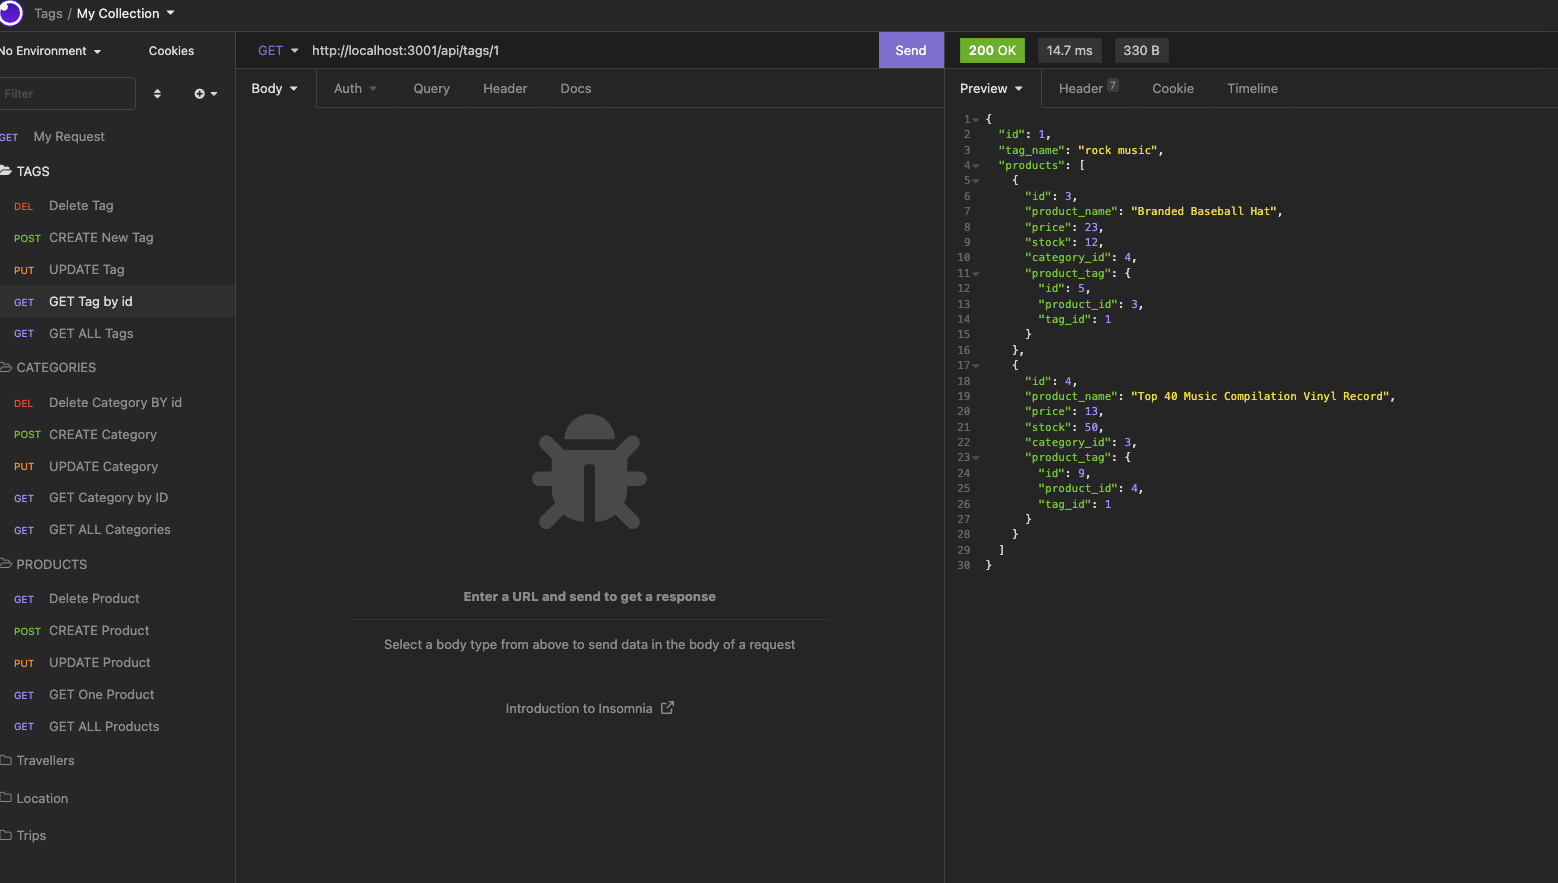 Tags / My Collection
No Environment
Cookies
Filter
GET My Request
TAGS
DEL Delete Tag
POST CREATE New Tag
PUT UPDATE Tag
GET GET Tag by id
GET GET ALL Tags
CATEGORIES
DEL Delete Category BY id
POST CREATE Category
PUT UPDATE Category
GET GET Category by ID
GET GET ALL Categories
PRODUCTS
GET Delete Product
POST CREATE Product
PUT UPDATE Product
GET GET One Product
GET GET ALL Products
Travellers
Location
Trips
GET http://localhost:3001/api/tags/1 Send
Body Auth Query Header Docs
Enter a URL and send to get a response
Select a body type from above to send data in the body of a request
Introduction to Insomnia
200 OK 14.7 ms 330 B
Preview Header 7 Cookie Timeline
1 {
2 "id": 1,
3 "tag_name": "rock music",
4 "products": [
5 {
6 "id": 3,
7 "product_name": "Branded Baseball Hat",
8 "price": 23,
9 "stock": 12,
10 "category_id": 4,
11 "product_tag": {
12 "id": 5,
13 "product_id": 3,
14 "tag_id": 1
15 }
16 },
17 {
18 "id": 4,
19 "product_name": "Top 40 Music Compilation Vinyl Record",
20 "price": 13,
21 "stock": 50,
22 "category_id": 3,
23 "product_tag": {
24 "id": 9,
25 "product_id": 4,
26 "tag_id": 1
27 }
28 }
29 ]
30 }